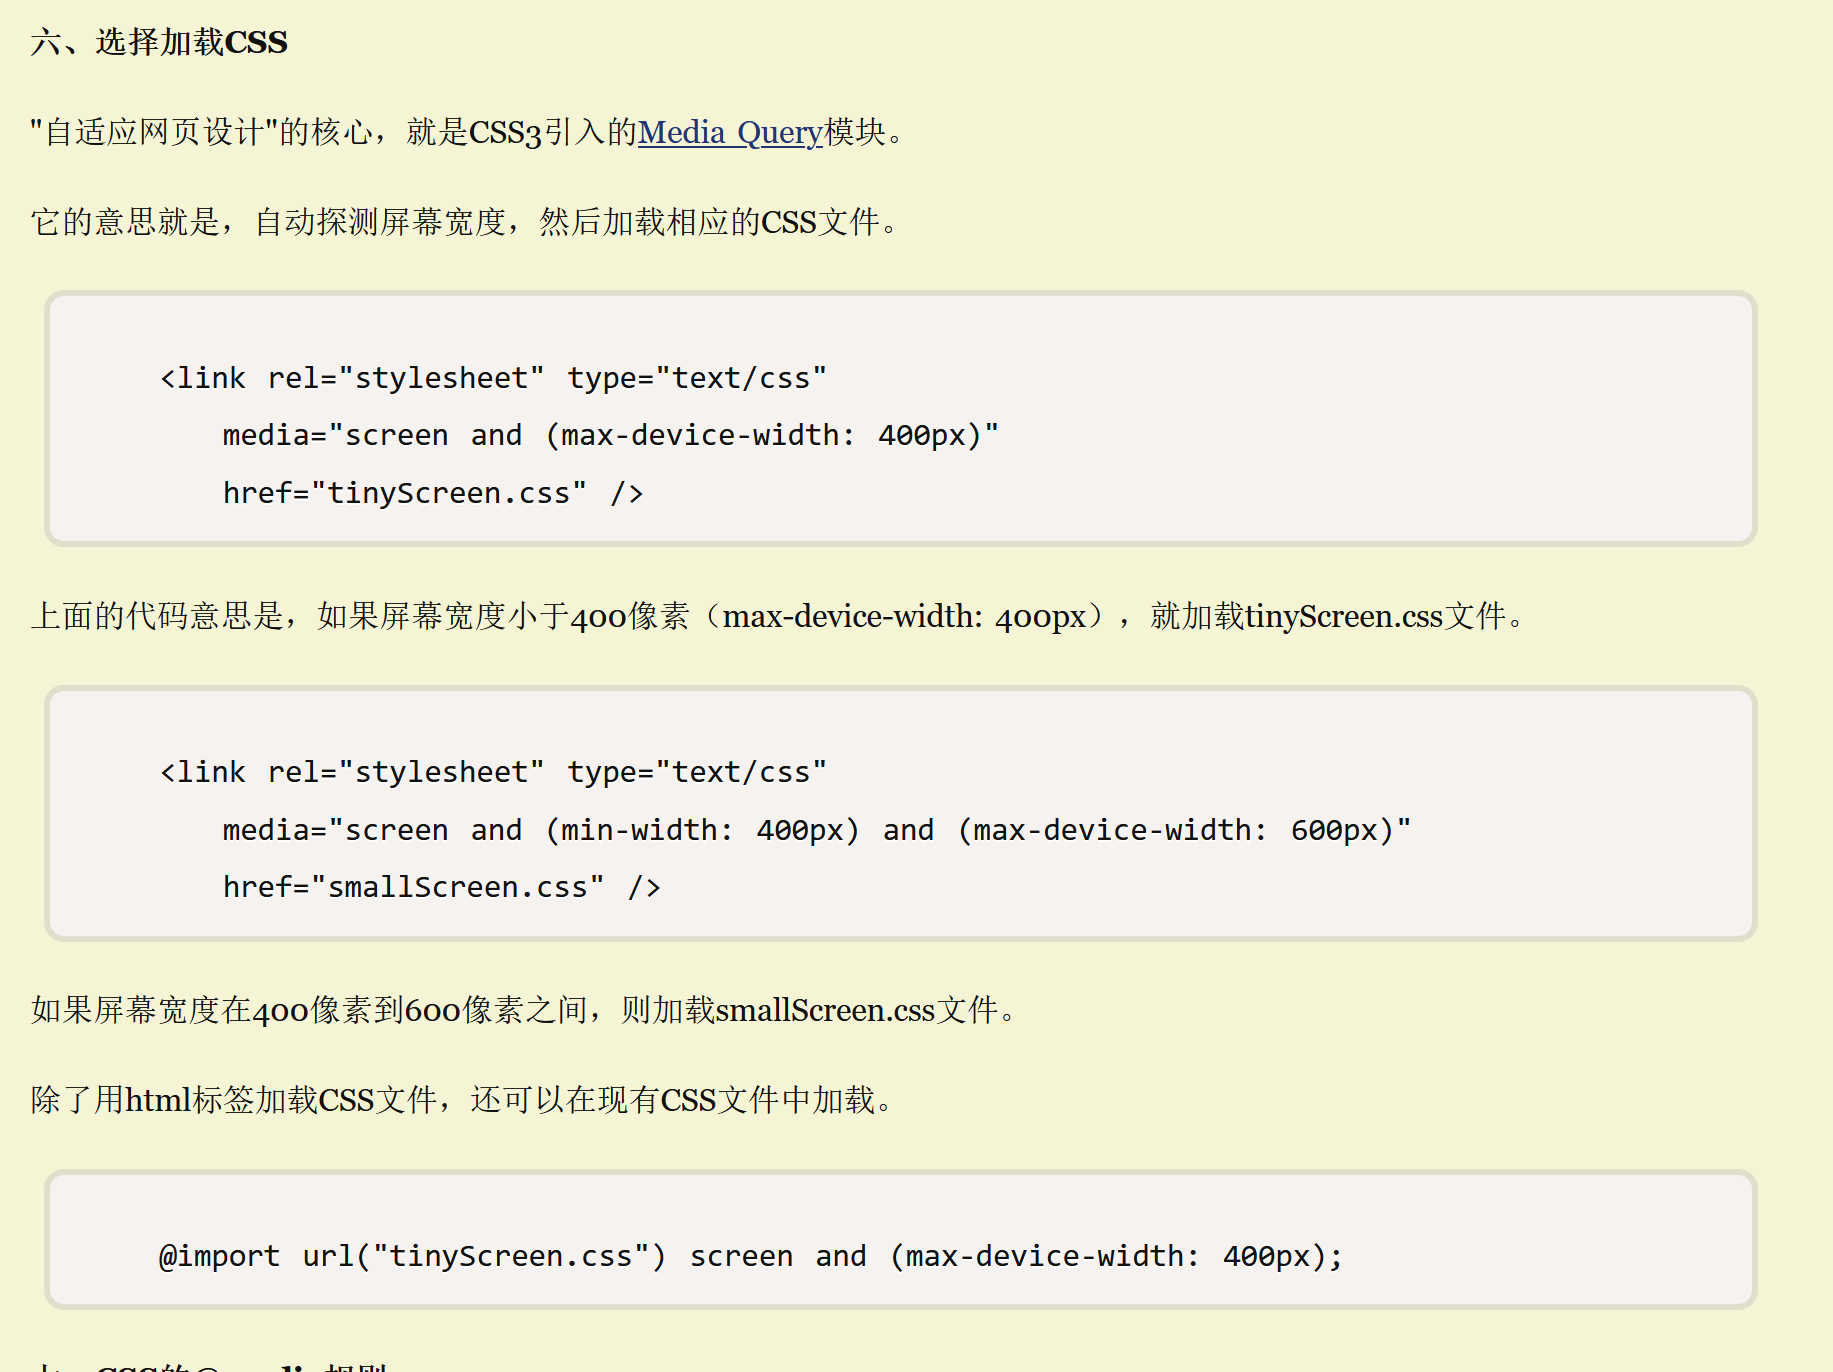 六、选择加载CSS
"自适应网页设计"的核心，就是CSS3引入的Media Query模块。
它的意思就是，自动探测屏幕宽度，然后加载相应的CSS文件。
<link rel="stylesheet" type="text/css"
media="screen and (max-device-width: 400px)"
href="tinyScreen.css" />
上面的代码意思是，如果屏幕宽度小于400像素（max-device-width: 400px），就加载tinyScreen.css文件。
<link rel="stylesheet" type="text/css"
media="screen and (min-width: 400px) and (max-device-width: 600px)"
href="smallScreen.css" />
如果屏幕宽度在400像素到600像素之间，则加载smallScreen.css文件。
除了用html标签加载CSS文件，还可以在现有CSS文件中加载。
@import url("tinyScreen.css") screen and (max-device-width: 400px);